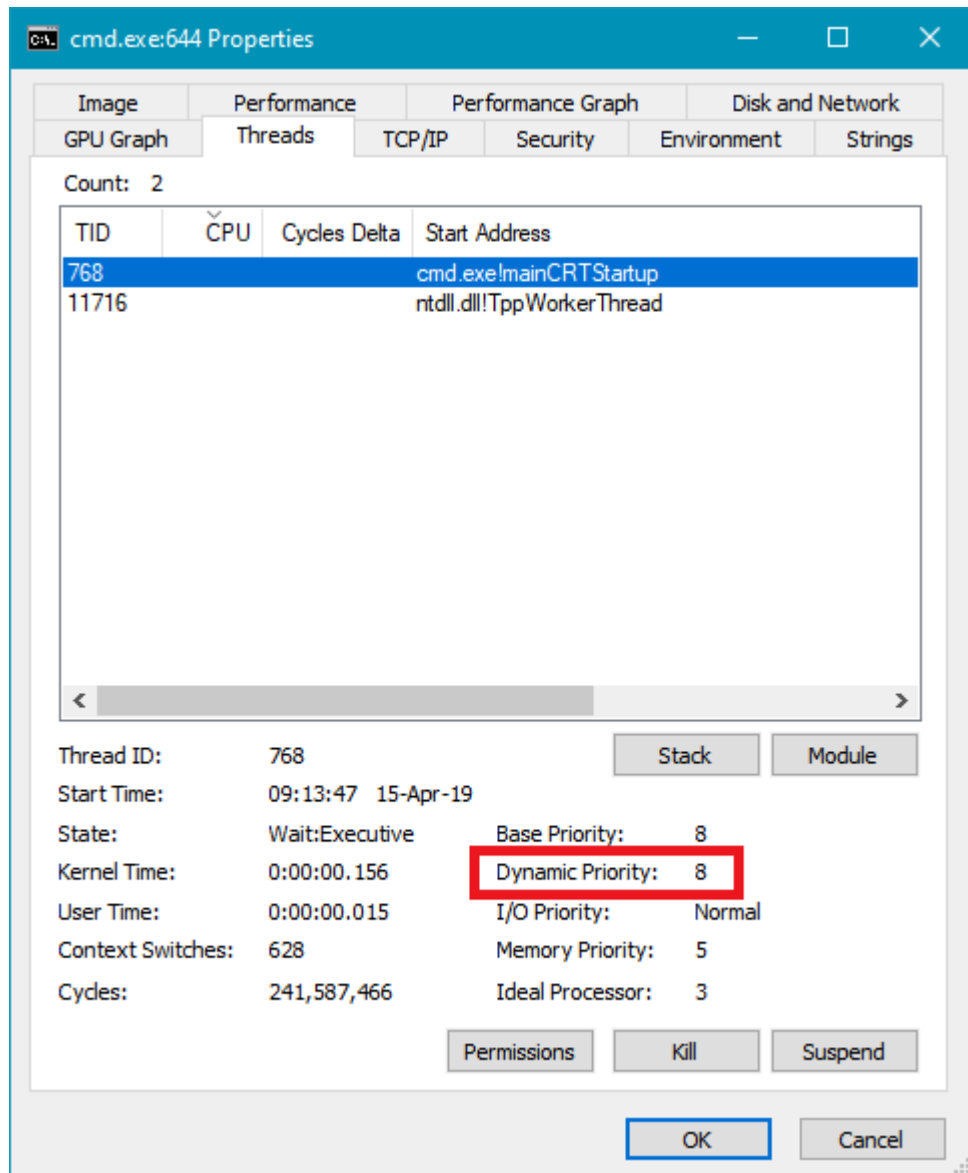 cmd.exe:644 Properties
Image Performance Performance Graph Disk and Network
GPU Graph Threads TCP/IP Security Environment Strings
Count: 2
TID CPU Cycles Delta Start Address
768 cmd.exe!mainCRTStartup
11716 ntdll.dll!TppWorkerThread
Thread ID: 768 Stack Module
Start Time: 09:13:47 15-Apr-19
State: Wait:Executive Base Priority: 8
Kernel Time: 0:00:00.156 Dynamic Priority: 8
User Time: 0:00:00.015 I/O Priority: Normal
Context Switches: 628 Memory Priority: 5
Cycles: 241,587,466 Ideal Processor: 3
Permissions Kill Suspend
OK Cancel